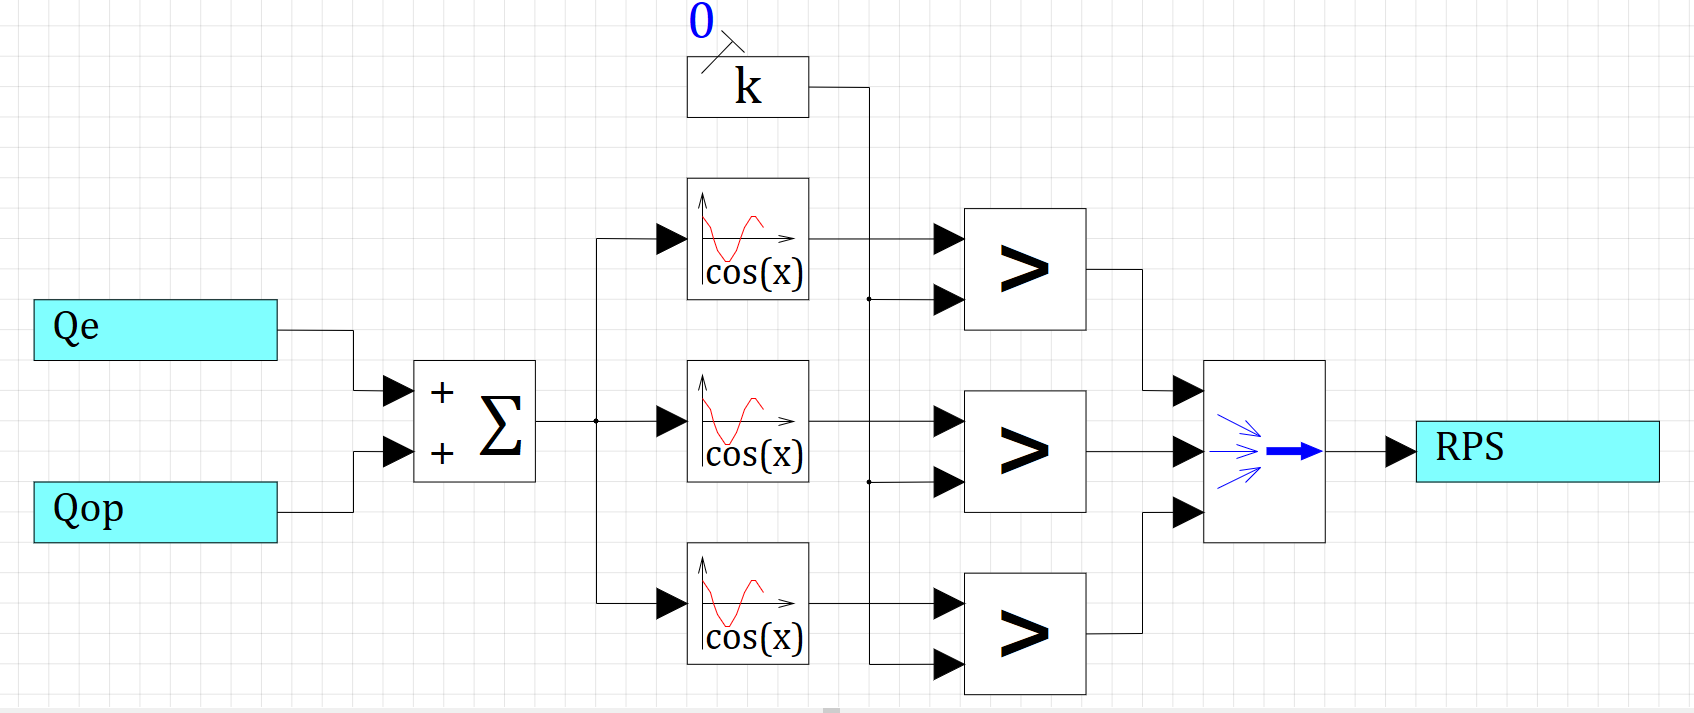 0
k
cos(x)
>
Qe
+
Σ
+
cos(x)
>
RPS
Qop
cos(x)
>